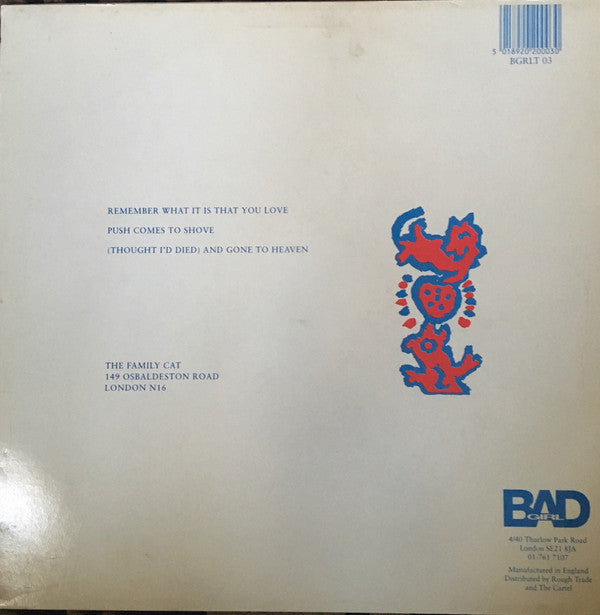 5 018920 200030
BGRLT 03
REMEMBER WHAT IT IS THAT YOU LOVE
PUSH COMES TO SHOVE
(THOUGHT I'D DIED) AND GONE TO HEAVEN
THE FAMILY CAT
149 OSBALDESTON ROAD
LONDON N16
BAD
GIRL
4/40 Thurlow Park Road
London SE21 8JA
01-761 7107
Manufactured in England
Distributed by Rough Trade
and The Cartel